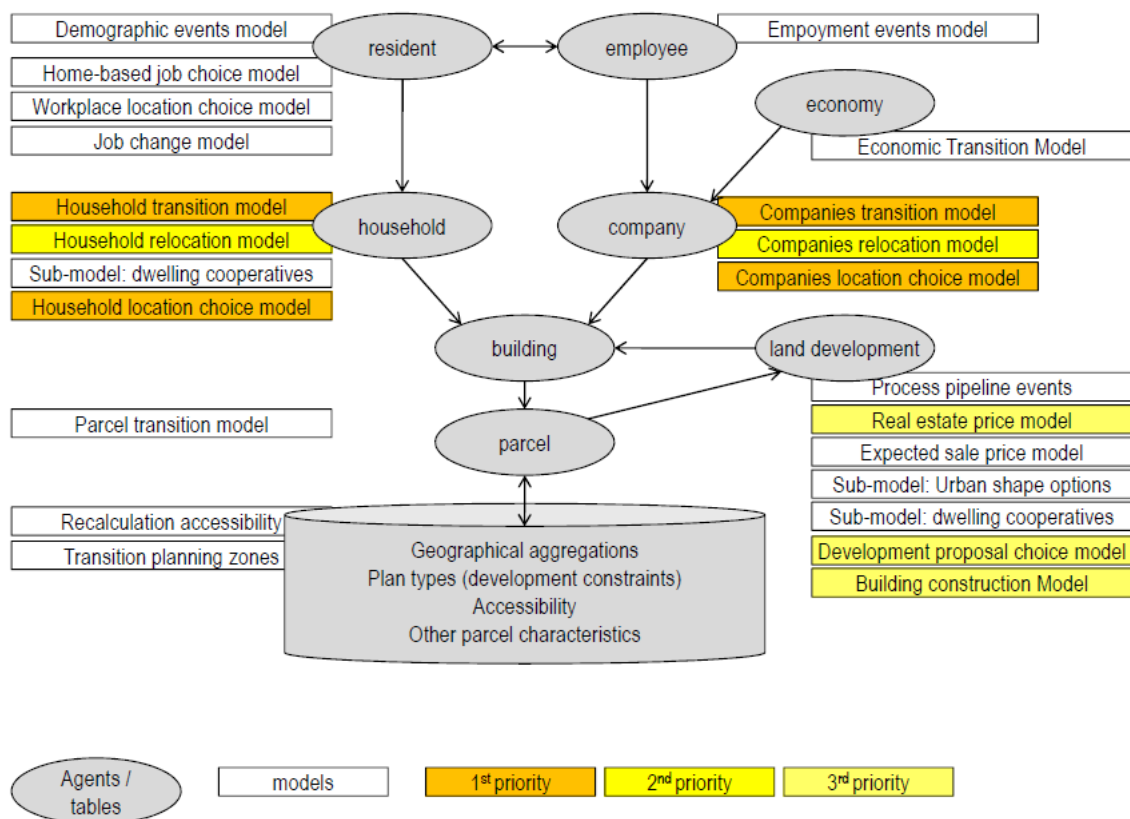 Demographic events model
resident
employee
Empoyment events model
Home-based job choice model
Workplace location choice model
Job change model
economy
Economic Transition Model
Household transition model
Household relocation model
Sub-model: dwelling cooperatives
Household location choice model
household
company
Companies transition model
Companies relocation model
Companies location choice model
building
land development
Process pipeline events
Real estate price model
Expected sale price model
Sub-model: Urban shape options
Sub-model: dwelling cooperatives
Development proposal choice model
Building construction Model
Parcel transition model
parcel
Recalculation accessibility
Transition planning zones
Geographical aggregations
Plan types (development constraints)
Accessibility
Other parcel characteristics
Agents /
tables
models
1st priority
2nd priority
3rd priority